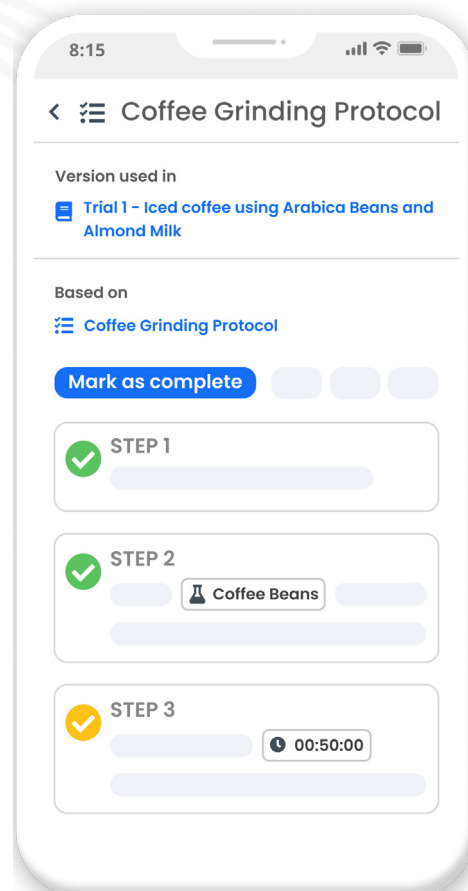 8:15
Coffee Grinding Protocol
Version used in
Trial 1 - Iced coffee using Arabica Beans and
Almond Milk
Based on
Coffee Grinding Protocol
Mark as complete
STEP 1
STEP 2
Coffee Beans
STEP 3
00:50:00